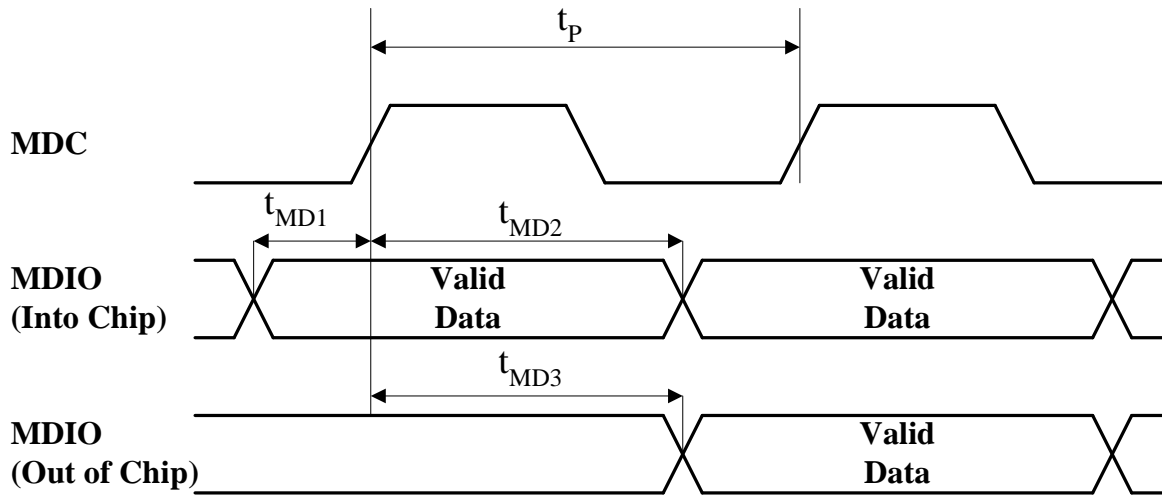 tP
MDC
tMD1
tMD2
MDIO
(Into Chip)
Valid
Data
Valid
Data
tMD3
MDIO
(Out of Chip)
Valid
Data